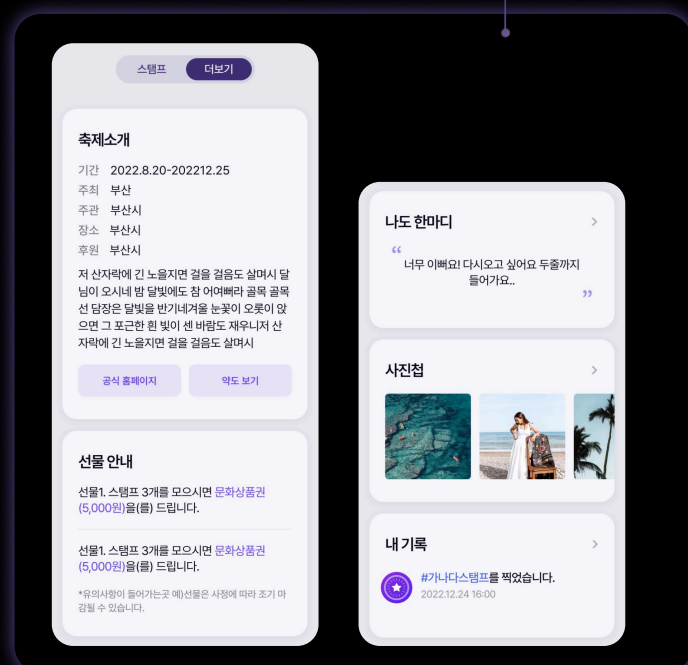 스탬프 더보기
축제소개
기간 2022.8.20-202212.25
주최 부산
주관 부산시
장소 부산시
후원 부산시
저 산자락에 긴 노을지면 걸을 걸음도 살며시 달
님이 오시네 밤 달빛에도 참 어여뻐라 골목 골목
선 담장은 달빛을 반기네겨울 눈꽃이 오롯이 앉
으면 그 포근한 흰 빛이 센 바람도 재우니저 산
자락에 긴 노을지면 걸을 걸음도 살며시
공식 홈페이지 약도 보기
선물 안내
선물1. 스탬프 3개를 모으시면 문화상품권
(5,000원)을(를) 드립니다.
선물1. 스탬프 3개를 모으시면 문화상품권
(5,000원)을(를) 드립니다.
*유의사항이 들어가는곳 예)선물은 사정에 따라 조기 마
감될 수 있습니다.
나도 한마디
“
너무 이뻐요! 다시오고 싶어요 두줄까지
들어가요..
”
사진첩
내 기록
#가나다스탬프를 찍었습니다.
2022.12.24 16:00